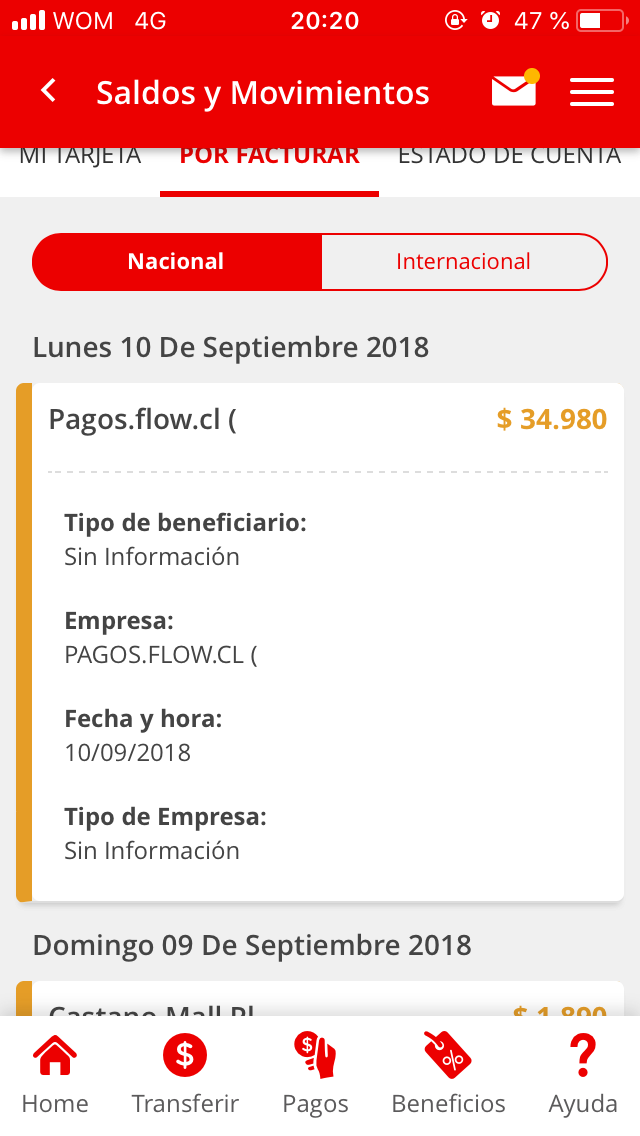 WOM 4G 20:20 47 %
Saldos y Movimientos
MI TARJETA POR FACTURAR ESTADO DE CUENTA
Nacional Internacional
Lunes 10 De Septiembre 2018
Pagos.flow.cl ( $ 34.980
Tipo de beneficiario:
Sin Información
Empresa:
PAGOS.FLOW.CL (
Fecha y hora:
10/09/2018
Tipo de Empresa:
Sin Información
Domingo 09 De Septiembre 2018
Castano Mall Pl $ 1.890
Home Transferir Pagos Beneficios Ayuda